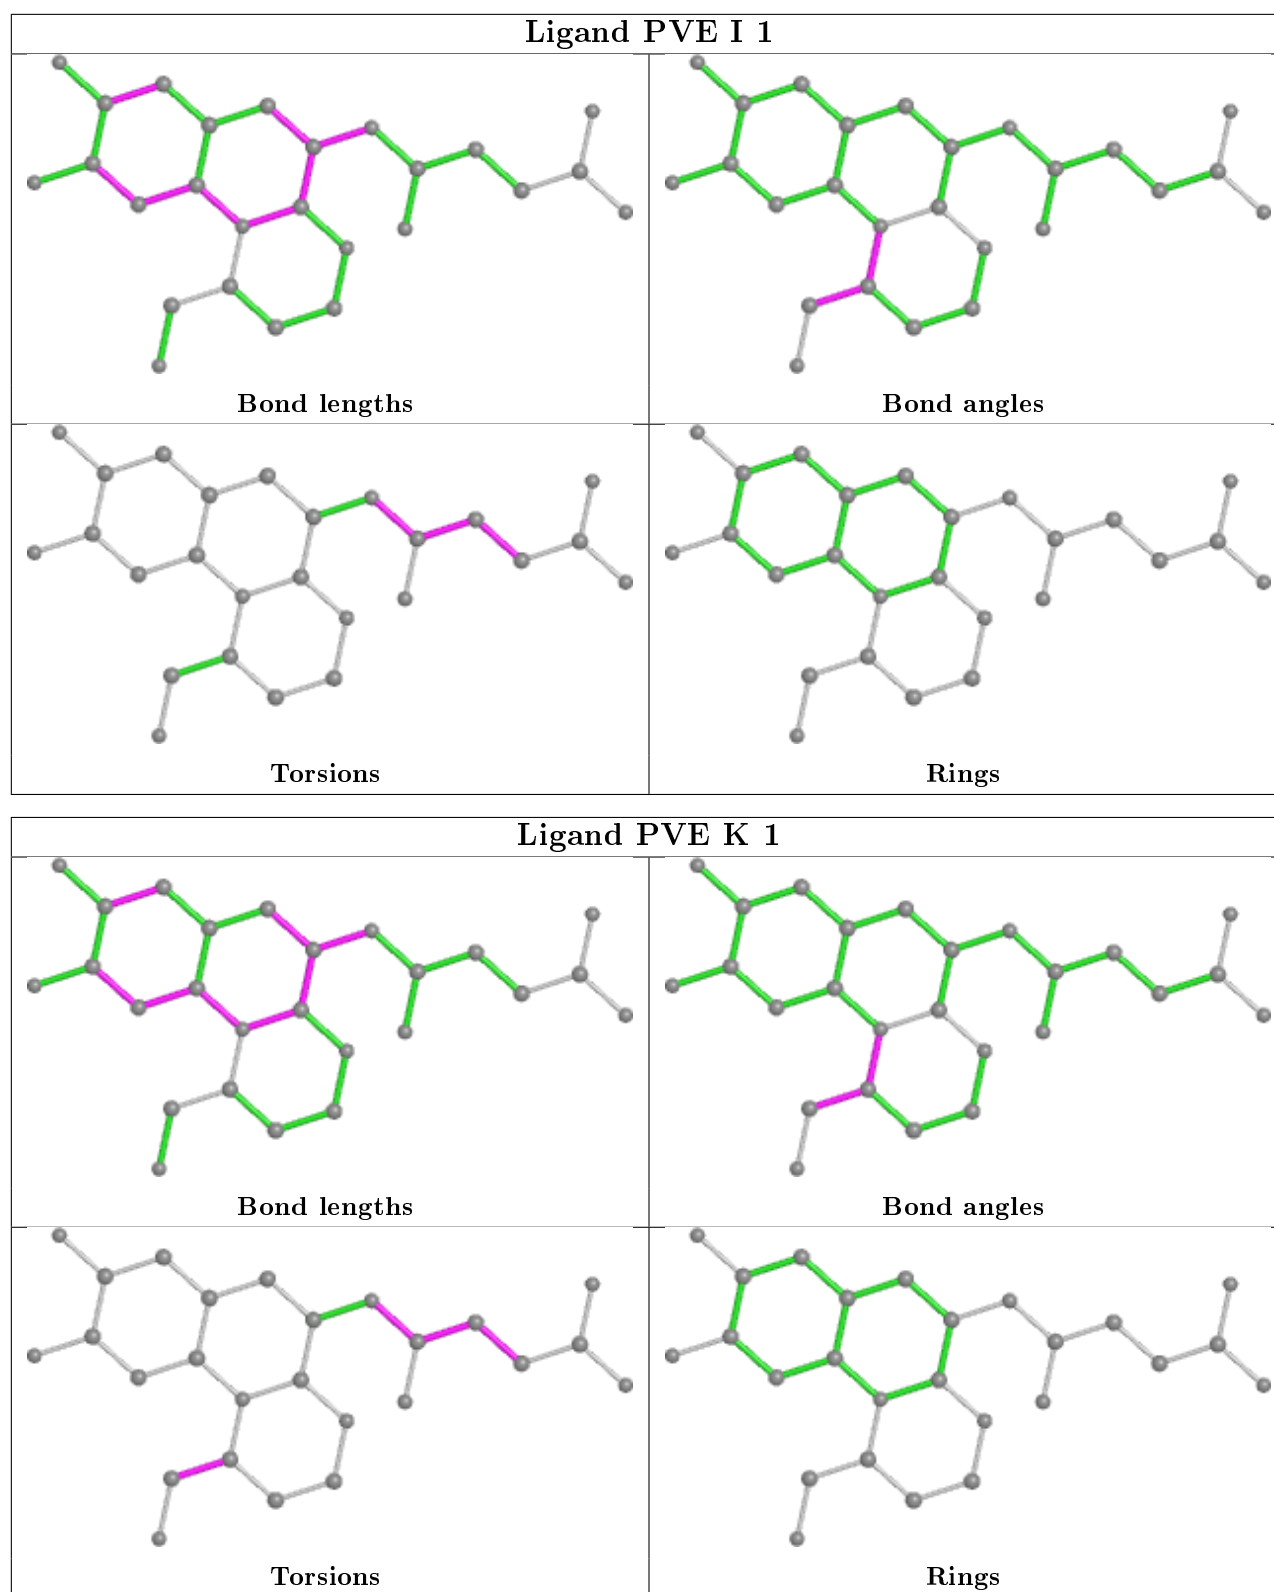 Ligand PVE I 1
Bond lengths
Bond angles
Torsions
Rings
Ligand PVE K 1
Bond lengths
Bond angles
Torsions
Rings